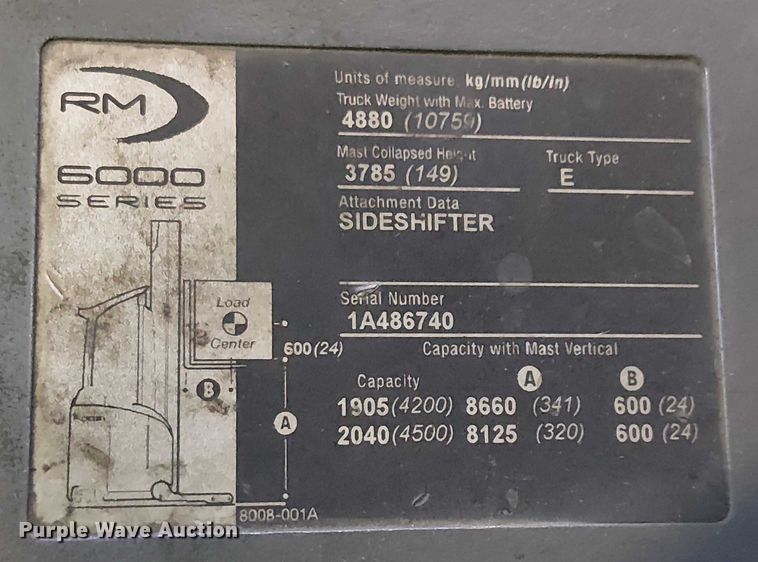 RM
6000
SERIES
Load
Center
600 (24)
B
A
8008-001A
Units of measure kg/mm (lb/in)
Truck Weight with Max. Battery
4880 (10759)
Mast Collapsed Height
3785 (149)
Truck Type
E
Attachment Data
SIDESHIFTER
Serial Number
1A486740
Capacity with Mast Vertical
Capacity A B
1905 (4200) 8660 (341) 600 (24)
2040 (4500) 8125 (320) 600 (24)
Purple Wave Auction